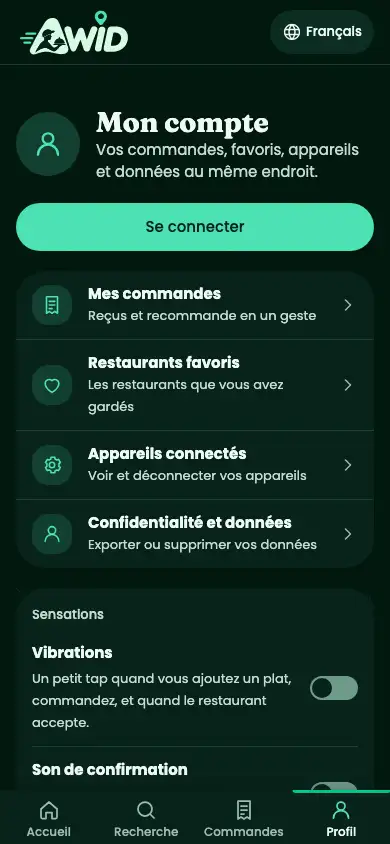 AWID
Français
Mon compte
Vos commandes, favoris, appareils
et données au même endroit.
Se connecter
Mes commandes
Reçus et recommande en un geste
Restaurants favoris
Les restaurants que vous avez
gardés
Appareils connectés
Voir et déconnecter vos appareils
Confidentialité et données
Exporter ou supprimer vos données
Sensations
Vibrations
Un petit tap quand vous ajoutez un plat,
commandez, et quand le restaurant
accepte.
Son de confirmation
Accueil
Recherche
Commandes
Profil